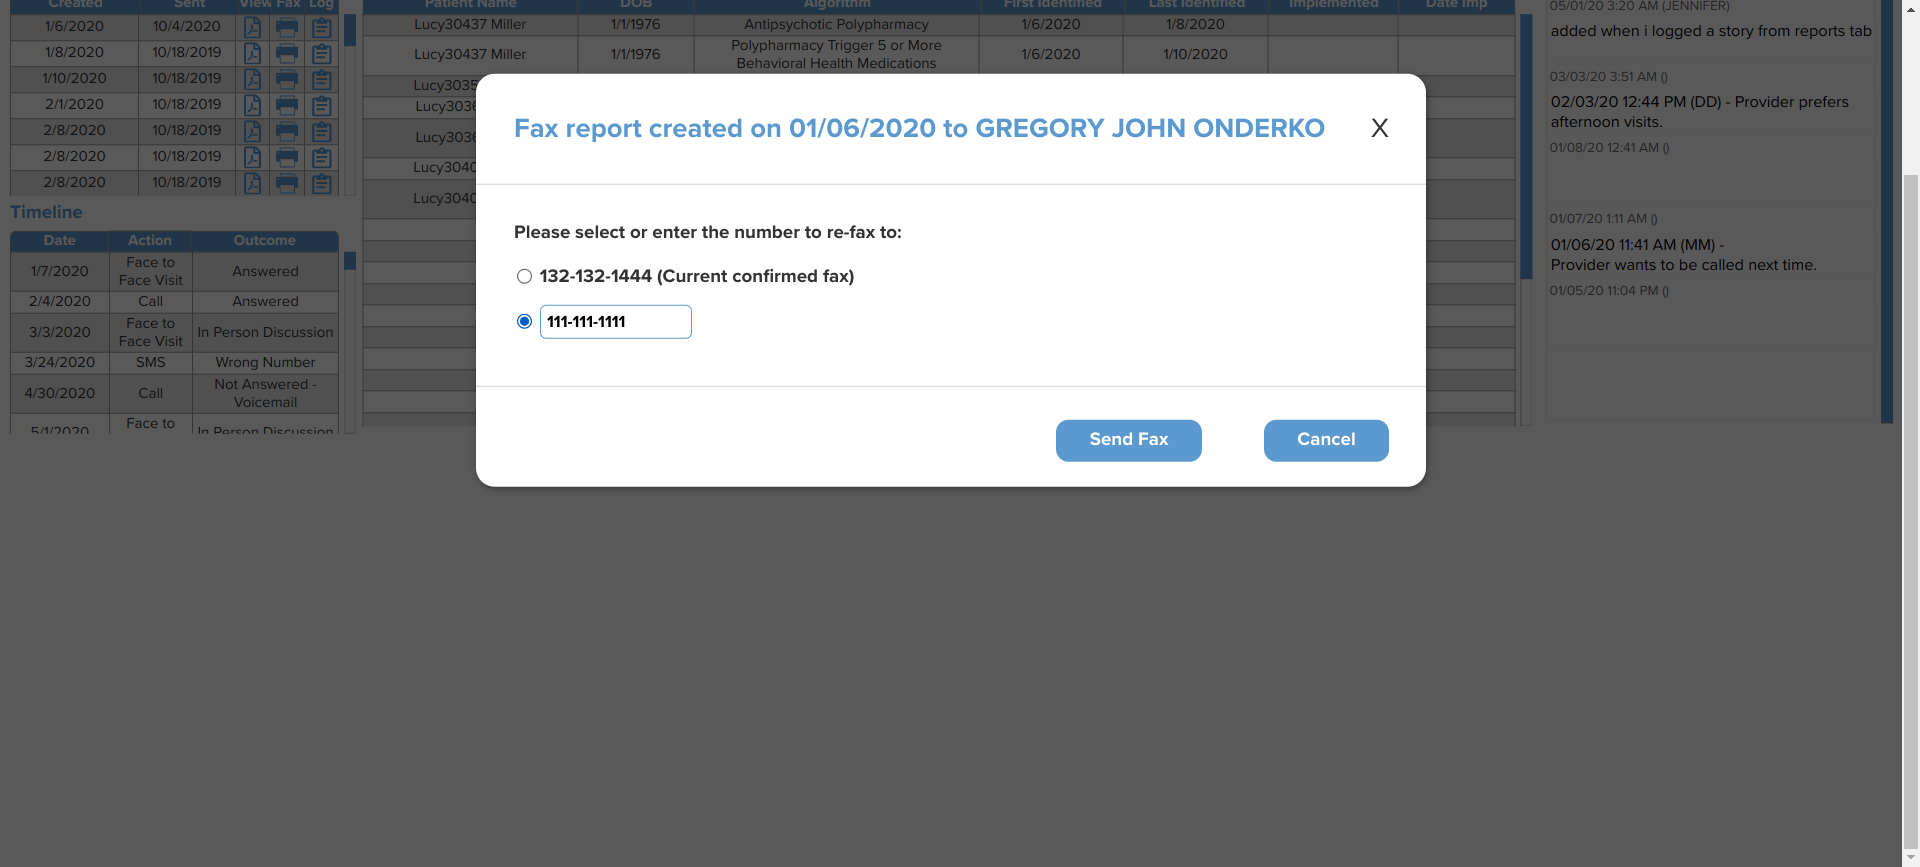 Created Sent View Fax Log
1/6/2020 10/4/2020
1/8/2020 10/18/2019
1/10/2020 10/18/2019
2/1/2020 10/18/2019
2/8/2020 10/18/2019
2/8/2020 10/18/2019
2/8/2020 10/18/2019
Timeline
Date Action Outcome
1/7/2020 Face to Face Visit Answered
2/4/2020 Call Answered
3/3/2020 Face to Face Visit In Person Discussion
3/24/2020 SMS Wrong Number
4/30/2020 Call Not Answered - Voicemail
5/1/2020 Face to In Person Discussion
Patient Name DOB Algorithm First Identified Last Identified Implemented Date Imp
Lucy30437 Miller 1/1/1976 Antipsychotic Polypharmacy 1/6/2020 1/8/2020
Lucy30437 Miller 1/1/1976 Polypharmacy Trigger 5 or More Behavioral Health Medications 1/6/2020 1/10/2020
Lucy3035
Lucy3036
Lucy3036
Lucy3040
Lucy3040
Fax report created on 01/06/2020 to GREGORY JOHN ONDERKO X
Please select or enter the number to re-fax to:
132-132-1444 (Current confirmed fax)
111-111-1111
Send Fax Cancel
05/01/20 3:20 AM (JENNIFER)
added when i logged a story from reports tab
03/03/20 3:51 AM ()
02/03/20 12:44 PM (DD) - Provider prefers
afternoon visits.
01/08/20 12:41 AM ()
01/07/20 1:11 AM ()
01/06/20 11:41 AM (MM) -
Provider wants to be called next time.
01/05/20 11:04 PM ()